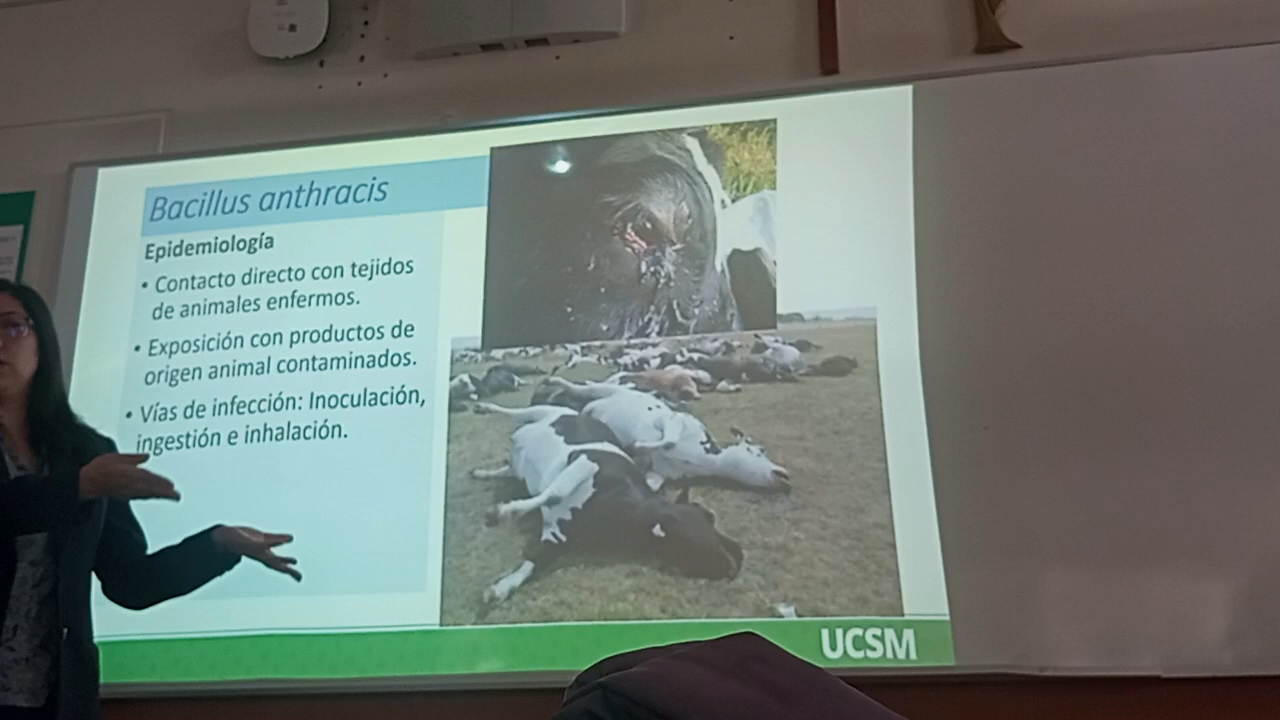 Bacillus anthracis
Epidemiología
• Contacto directo con tejidos
de animales enfermos.
• Exposición con productos de
origen animal contaminados.
• Vías de infección: Inoculación,
ingestión e inhalación.
UCSM